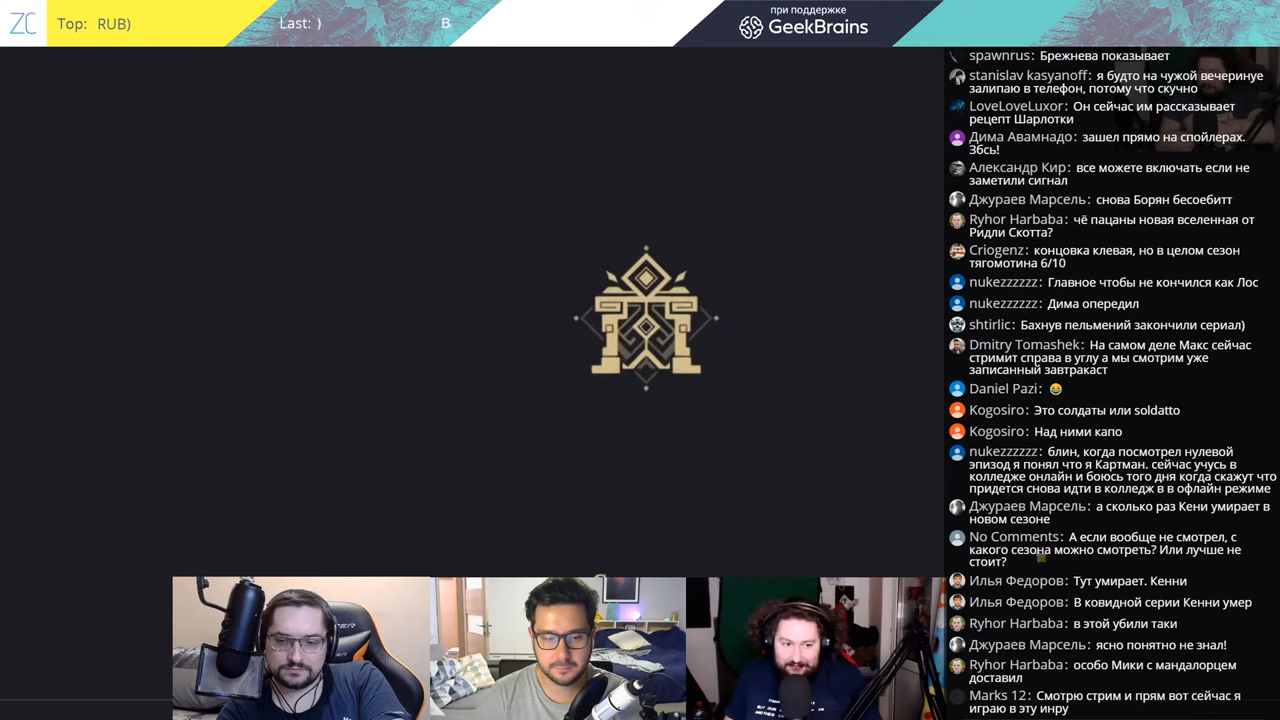 ZC
Top: RUB)
Last: )
B
при поддержке
GeekBrains
spawnrus: Брежнева показывает
stanislav kasyanoff: я будто на чужой вечеринуе
залипаю в телефон, потому что скучно
LoveLoveLuxor: Он сейчас им рассказывает
рецепт Шарлотки
Дима Авамнадо: зашел прямо на спойлерах.
Збсь!
Александр Кир: все можете включать если не
заметили сигнал
Джураев Марсель: снова Борян бесоебитт
Ryhor Harbaba: чё пацаны новая вселенная от
Ридли Скотта?
Criogenz: концовка клевая, но в целом сезон
тягомотина 6/10
nukezzzzzz: Главное чтобы не кончился как Лос
nukezzzzzz: Дима опередил
shtirlic: Бахнув пельмений закончили сериал)
Dmitry Tomashek: На самом деле Макс сейчас
стримит справа в углу а мы смотрим уже
записанный завтракаст
Daniel Pazi: 😂
Kogosiro: Это солдаты или soldatto
Kogosiro: Над ними капо
nukezzzzzz: блин, когда посмотрел нулевой
эпизод я понял что я Картман. сейчас учусь в
колледже онлайн и боюсь того дня когда скажут что
придется снова идти в колледж в в офлайн режиме
Джураев Марсель: а сколько раз Кени умирает в
новом сезоне
No Comments: А если вообще не смотрел, с
какого сезона можно смотреть? Или лучше не
стоит?
Илья Федоров: Тут умирает. Кенни
Илья Федоров: В ковидной серии Кенни умер
Ryhor Harbaba: в этой убили таки
Джураев Марсель: ясно понятно не знал!
Ryhor Harbaba: особо Мики с мандалорцем
доставил
Marks 12: Смотрю стрим и прям вот сейчас я
играю в эту инру